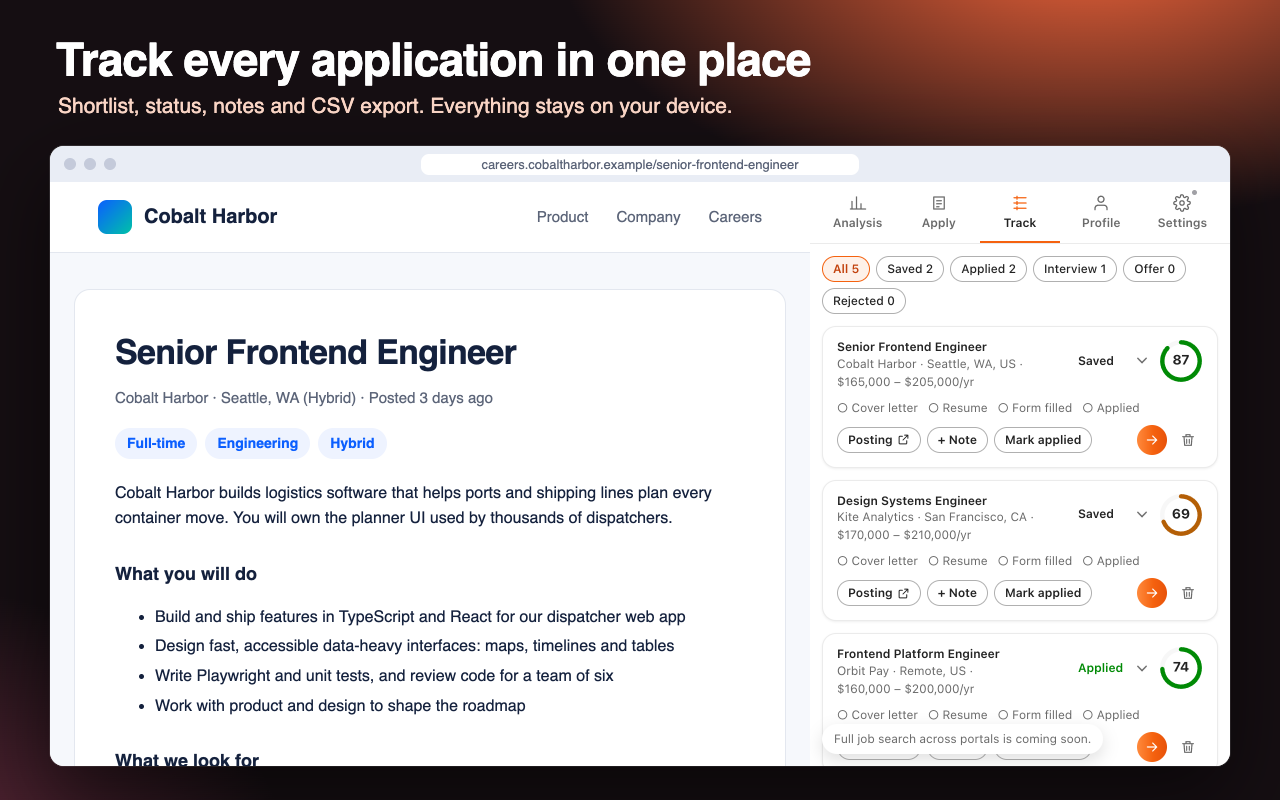 Track every application in one place
Shortlist, status, notes and CSV export. Everything stays on your device.
careers.cobaltharbor.example/senior-frontend-engineer
Cobalt Harbor
Product
Company
Careers
Senior Frontend Engineer
Cobalt Harbor · Seattle, WA (Hybrid) · Posted 3 days ago
Full-time
Engineering
Hybrid
Cobalt Harbor builds logistics software that helps ports and shipping lines plan every
container move. You will own the planner UI used by thousands of dispatchers.
What you will do
• Build and ship features in TypeScript and React for our dispatcher web app
• Design fast, accessible data-heavy interfaces: maps, timelines and tables
• Write Playwright and unit tests, and review code for a team of six
• Work with product and design to shape the roadmap
What we look for
Analysis
Apply
Track
Profile
Settings
All 5
Saved 2
Applied 2
Interview 1
Offer 0
Rejected 0
Senior Frontend Engineer
Cobalt Harbor · Seattle, WA, US ·
$165,000 – $205,000/yr
Saved
87
Cover letter
Resume
Form filled
Applied
Posting
+ Note
Mark applied
Design Systems Engineer
Kite Analytics · San Francisco, CA ·
$170,000 – $210,000/yr
Saved
69
Cover letter
Resume
Form filled
Applied
Posting
+ Note
Mark applied
Frontend Platform Engineer
Orbit Pay · Remote, US ·
$160,000 – $200,000/yr
Applied
74
Cover letter
Resume
Form filled
Applied
Full job search across portals is coming soon.